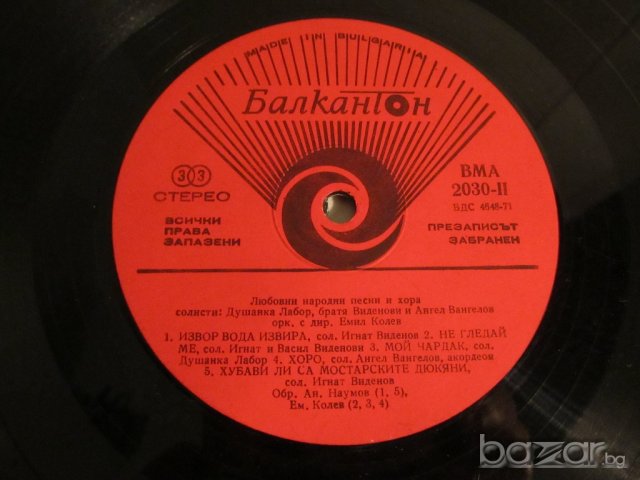 MADE IN BULGARIA
Балкантон
33
СТЕРЕО
ВСИЧКИ
ПРАВА
ЗАПАЗЕНИ
ВМА
2030-II
БДС 4548-71
ПРЕЗАПИСЪТ
ЗАБРАНЕН
Любовни народни песни и хора
солисти: Душанка Лабор, братя Виденови и Ангел Вангелов
орк. с дир. Емил Колев
1. ИЗВОР ВОДА ИЗВИРА, сол. Игнат Виденов 2. НЕ ГЛЕДАЙ
МЕ, сол. Игнат и Васил Виденови 3. МОЙ ЧАРДАК, сол.
Душанка Лабор 4. ХОРО, сол. Ангел Вангелов, акордеон
5. ХУБАВИ ЛИ СА МОСТАРСКИТЕ ДЮКЯНИ,
сол. Игнат Виденов
Обр. Ан. Наумов (1, 5),
Ем. Колев (2, 3, 4)
bazar.bg